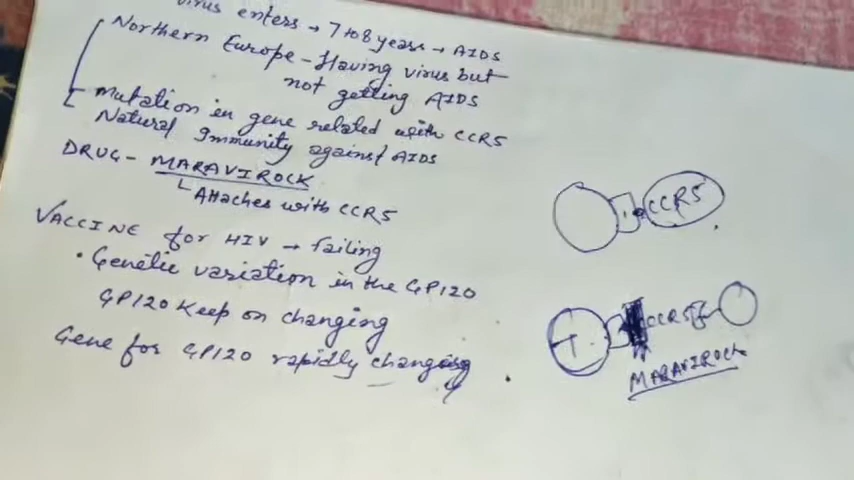 virus enters → 7 to 8 years → AIDS
Northern Europe - Having virus but
not getting AIDS
Mutation in gene related with CCR5
Natural Immunity against AIDS
DRUG - MARAVIROCK
Attaches with CCR5
VACCINE for HIV → failing
• Genetic variation in the GP120
GP120 keep on changing
Gene for GP120 rapidly changing
CCR5
T CCR5
MARAVIROCK